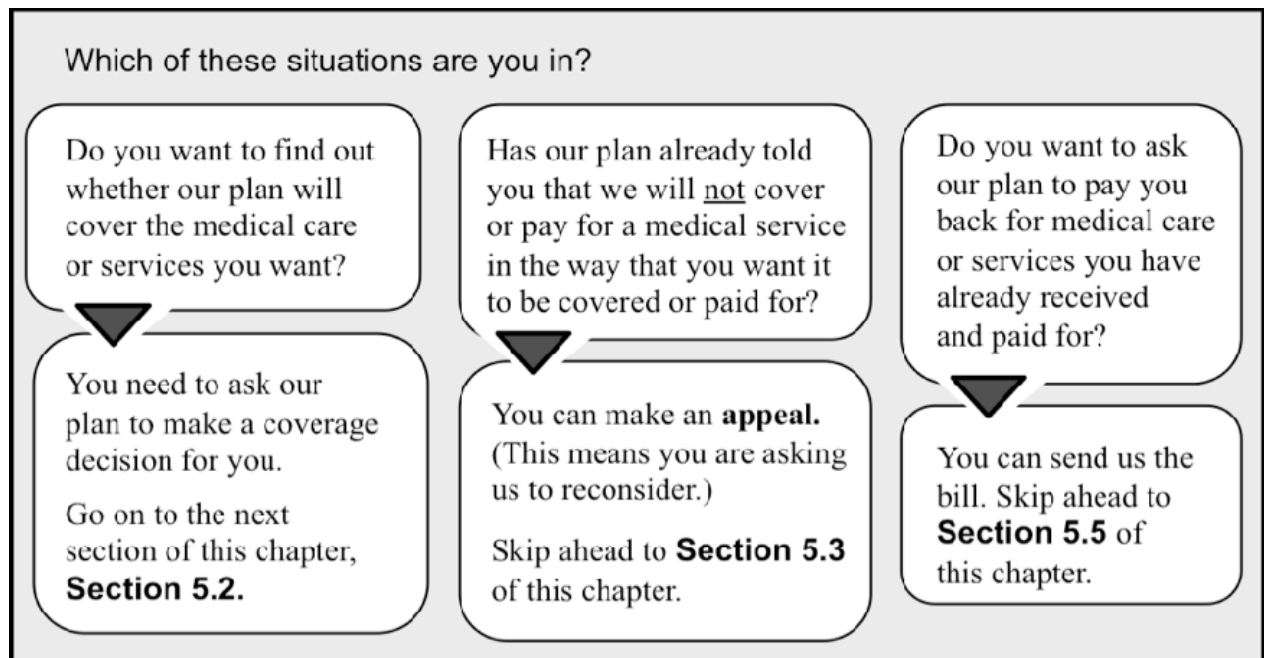 Which of these situations are you in?
Do you want to find out
whether our plan will
cover the medical care
or services you want?
You need to ask our
plan to make a coverage
decision for you.
Go on to the next
section of this chapter,
Section 5.2.
Has our plan already told
you that we will not cover
or pay for a medical service
in the way that you want it
to be covered or paid for?
You can make an appeal.
(This means you are asking
us to reconsider.)
Skip ahead to Section 5.3
of this chapter.
Do you want to ask
our plan to pay you
back for medical care
or services you have
already received
and paid for?
You can send us the
bill. Skip ahead to
Section 5.5 of
this chapter.